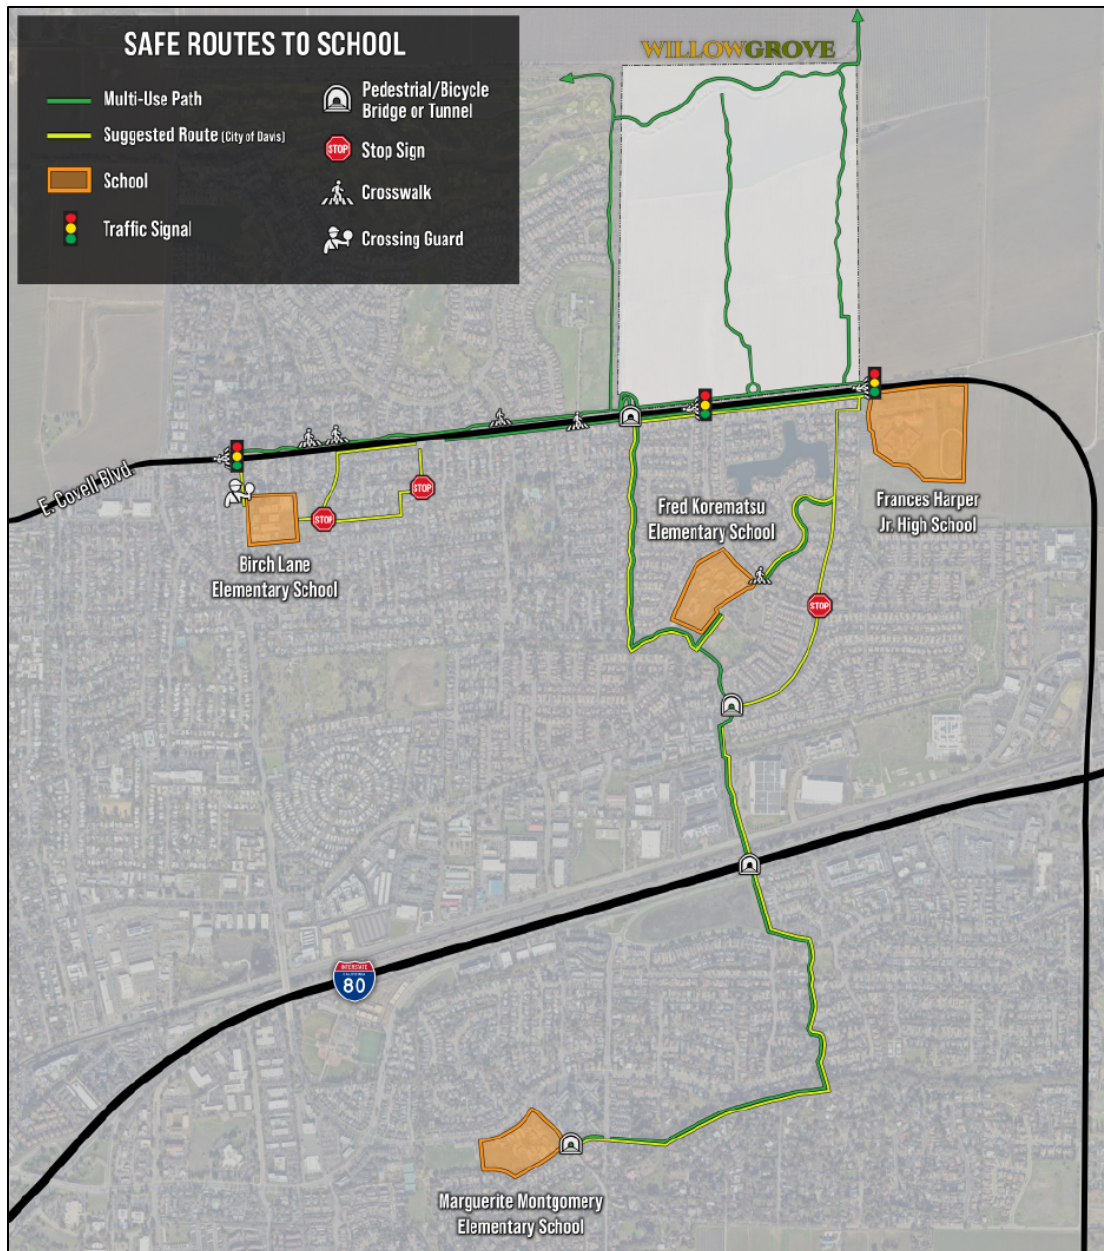 SAFE ROUTES TO SCHOOL
Multi-Use Path
Suggested Route (City of Davis)
School
Traffic Signal
Pedestrial/Bicycle
Bridge or Tunnel
STOP
Stop Sign
Crosswalk
Crossing Guard
WILLOWGROVE
E. Covell Blvd.
STOP
STOP
Birch Lane
Elementary School
Fred Korematsu
Elementary School
Frances Harper
Jr. High School
STOP
INTERSTATE
CALIFORNIA
80
Marguerite Montgomery
Elementary School